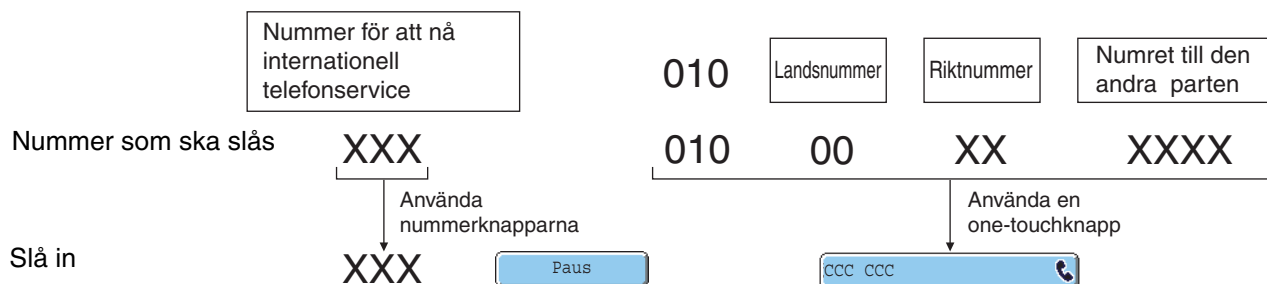 Nummer för att nå
internationell
telefonservice
010
Landsnummer
Riktnummer
Numret till den
andra parten
Nummer som ska slås
XXX
010
00
XX
XXXX
Använda
nummerknapparna
Använda en
one-touchknapp
Slå in
XXX
Paus
CCC CCC